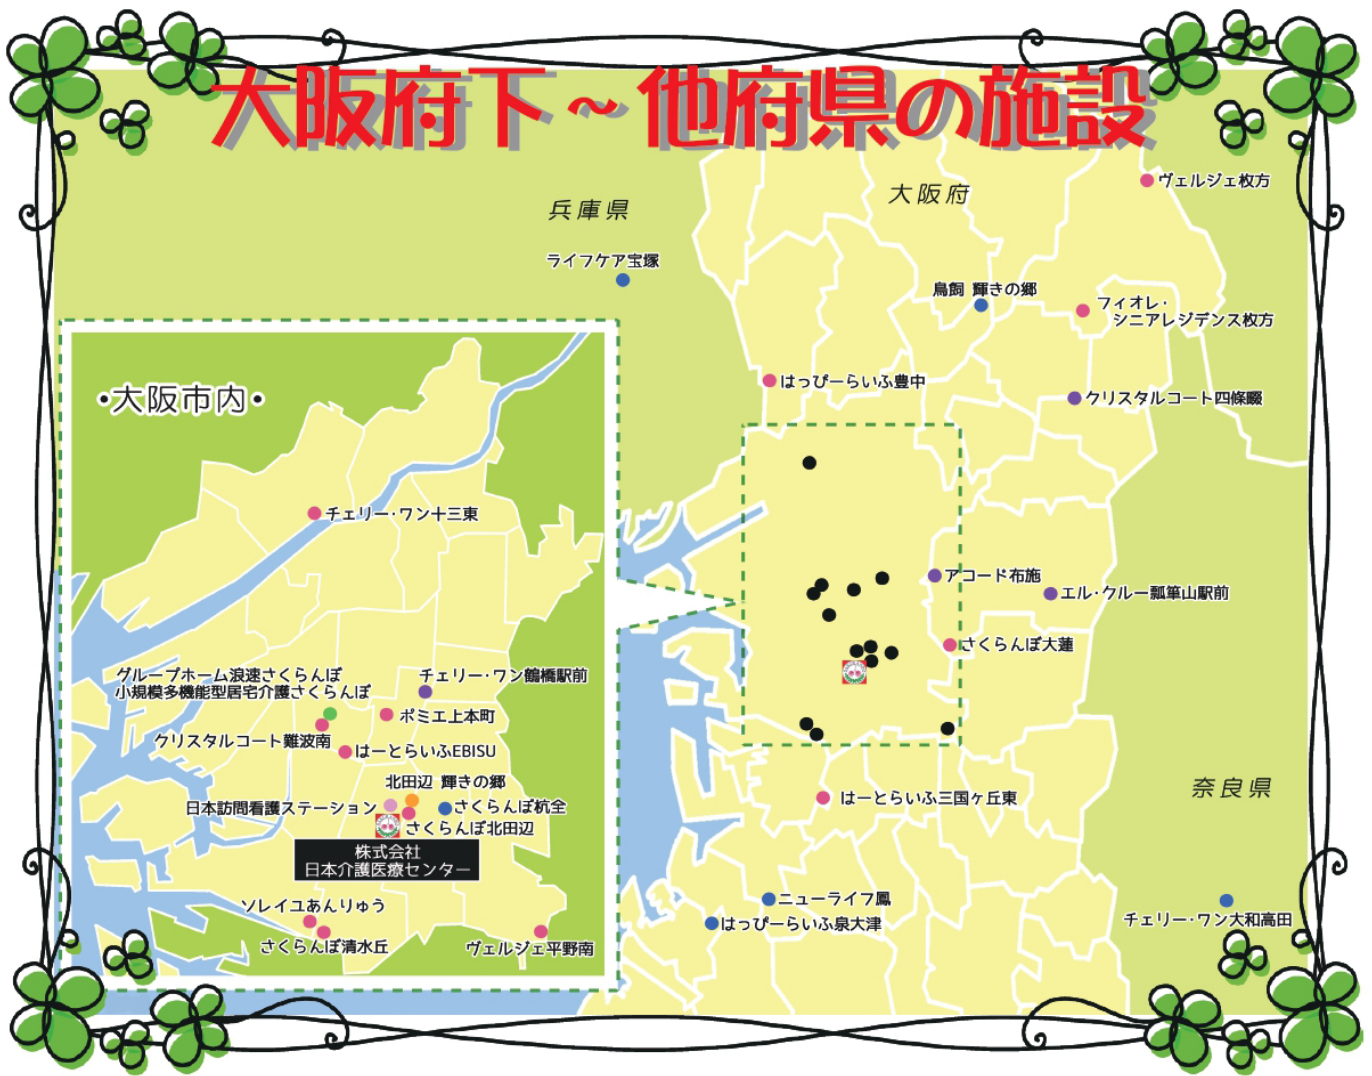 大阪府下～他府県の施設
兵庫県
大阪府
ヴェルジェ枚方
ライフケア宝塚
鳥飼 輝きの郷
フィオレ・
シニアレジデンス枚方
はっぴーらいふ豊中
クリスタルコート四條畷
・大阪市内・
チェリー・ワン十三東
アコード布施
エル・クルー瓢箪山駅前
さくらんぼ大蓮
グループホーム浪速さくらんぼ
小規模多機能型居宅介護さくらんぼ
チェリー・ワン鶴橋駅前
ポミエ上本町
クリスタルコート難波南
はーとらいふEBISU
北田辺 輝きの郷
日本訪問看護ステーション
さくらんぼ杭全
さくらんぼ北田辺
株式会社
日本介護医療センター
奈良県
はーとらいふ三国ヶ丘東
ソレイユあんりゅう
さくらんぼ清水丘
ヴェルジェ平野南
ニューライフ鳳
はっぴーらいふ泉大津
チェリー・ワン大和高田